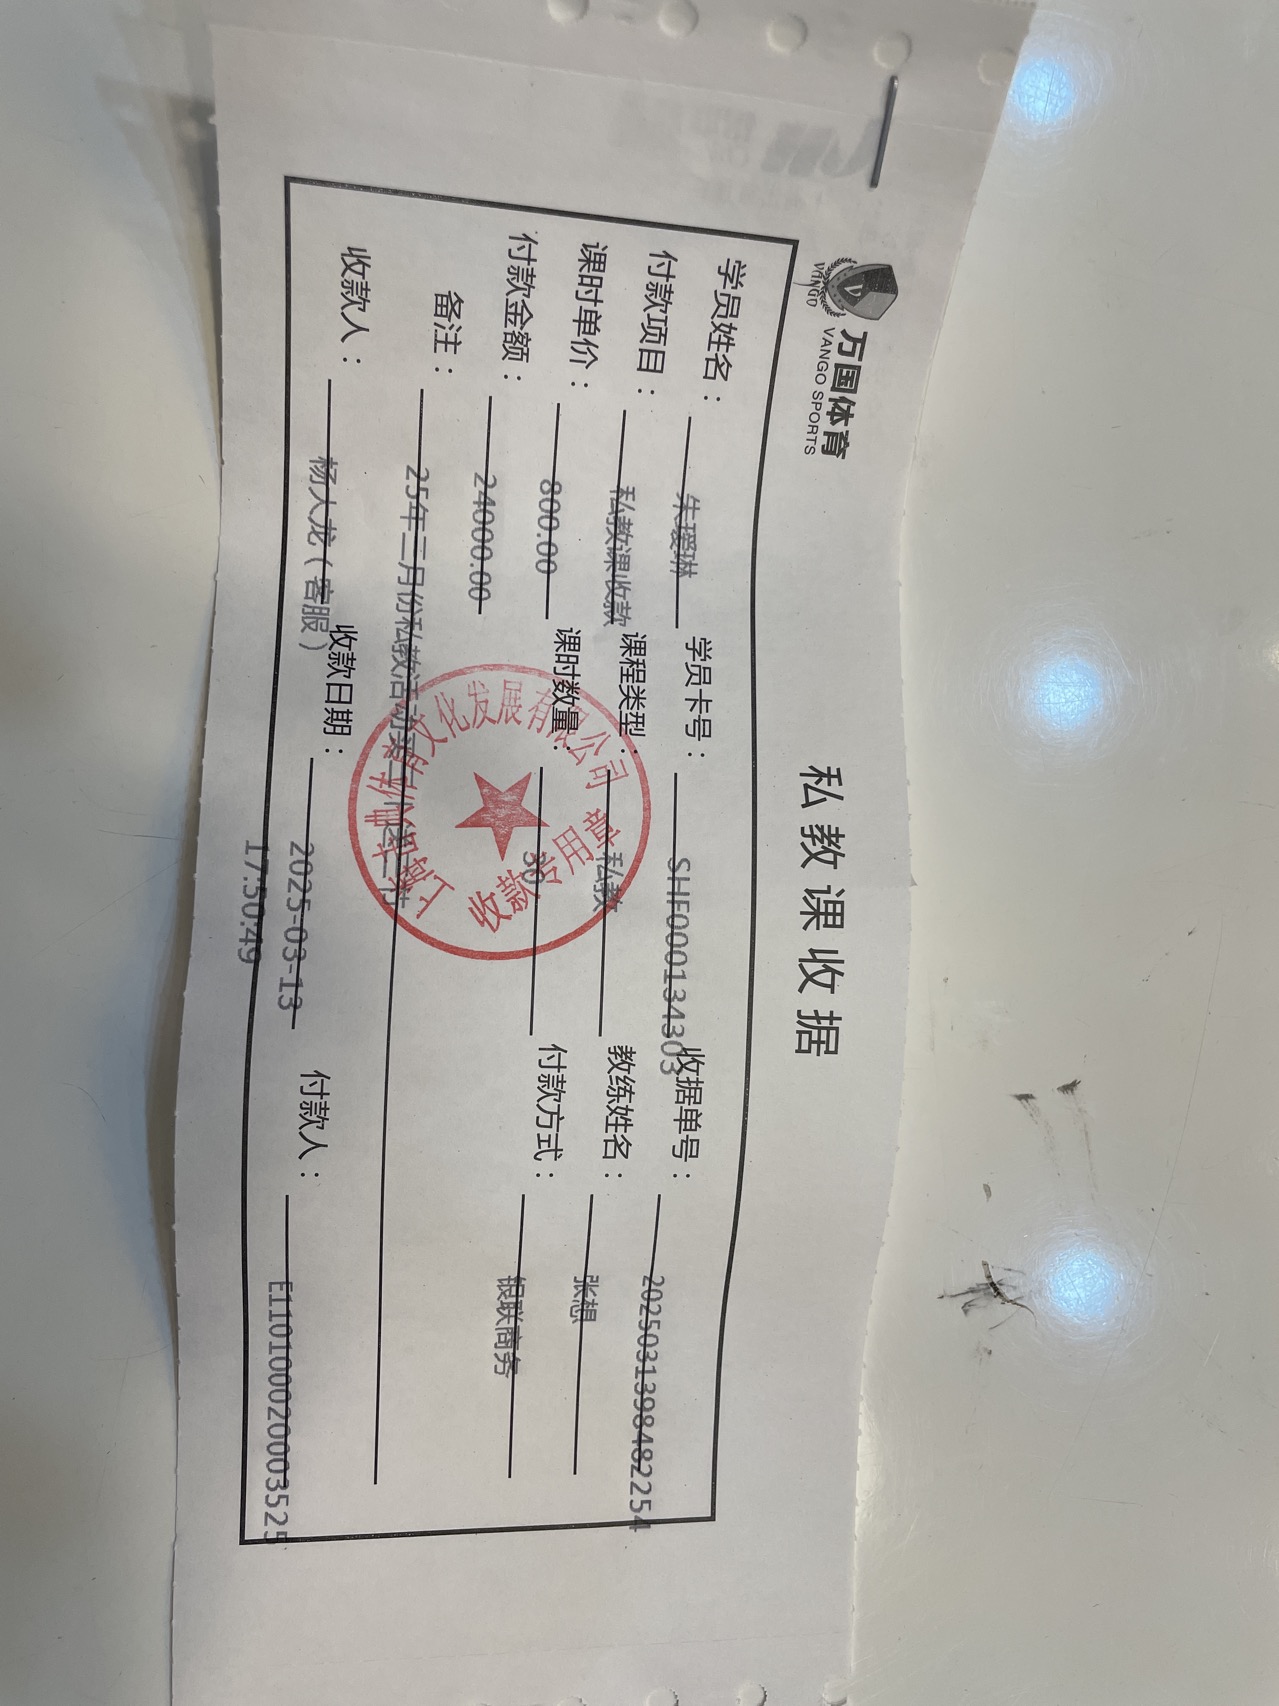 万国体育
VANGO SPORTS
VANGO
私教课收据
学员姓名： 朱瑷琳 学员卡号： SHF000134303 收据单号： 20250313984822254
付款项目： 私教课收款 课程类型： 私教 教练姓名： 张想
课时单价： 800.00 课时数量： 30 付款方式： 银联商务
付款金额： 24000.00
备注： 25年三月份私教活动
收款人： 杨人龙（客服） 收款日期： 2025-03-13 17:50:49 付款人： E110100020003525
体育文化发展有限公司
收款专用章